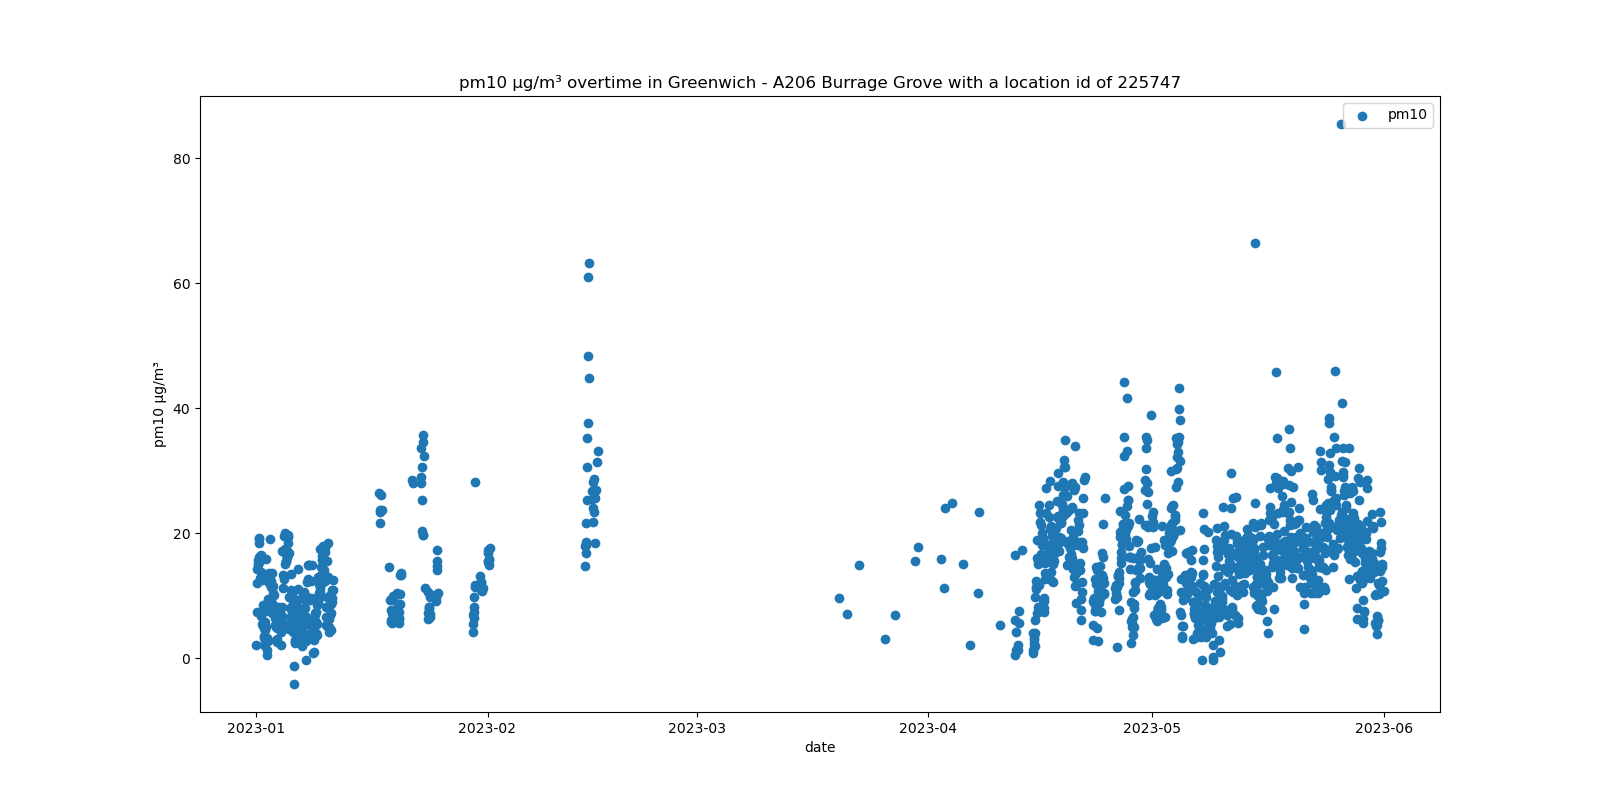 pm10 µg/m³ overtime in Greenwich - A206 Burrage Grove with a location id of 225747
pm10
80
60
40
20
0
pm10 µg/m³
2023-01 2023-02 2023-03 2023-04 2023-05 2023-06
date